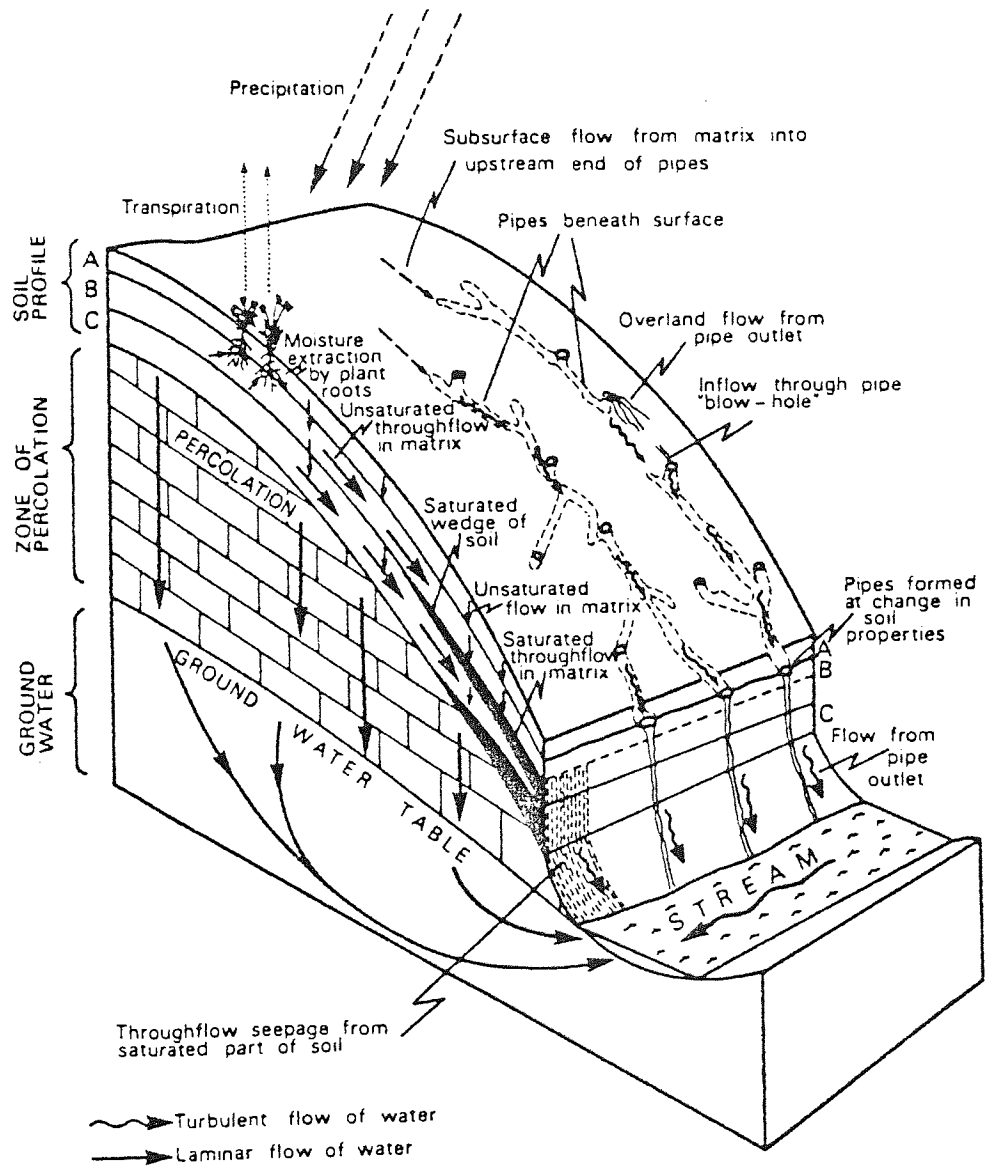 Precipitation
Subsurface flow from matrix into
upstream end of pipes
Transpiration
Pipes beneath surface
SOIL
PROFILE
A
B
C
Overland flow from
pipe outlet
Moisture
extraction
by plant
roots
Inflow through pipe
"blow-hole"
Unsaturated
throughflow
in matrix
ZONE OF
PERCOLATION
PERCOLATION
Saturated
wedge of
soil
Unsaturated
flow in matrix
Pipes formed
at change in
soil
properties
Saturated
throughflow
in matrix
A
B
C
GROUND
WATER
GROUND WATER TABLE
Flow from
pipe
outlet
STREAM
Throughflow seepage from
saturated part of soil
Turbulent flow of water
Laminar flow of water